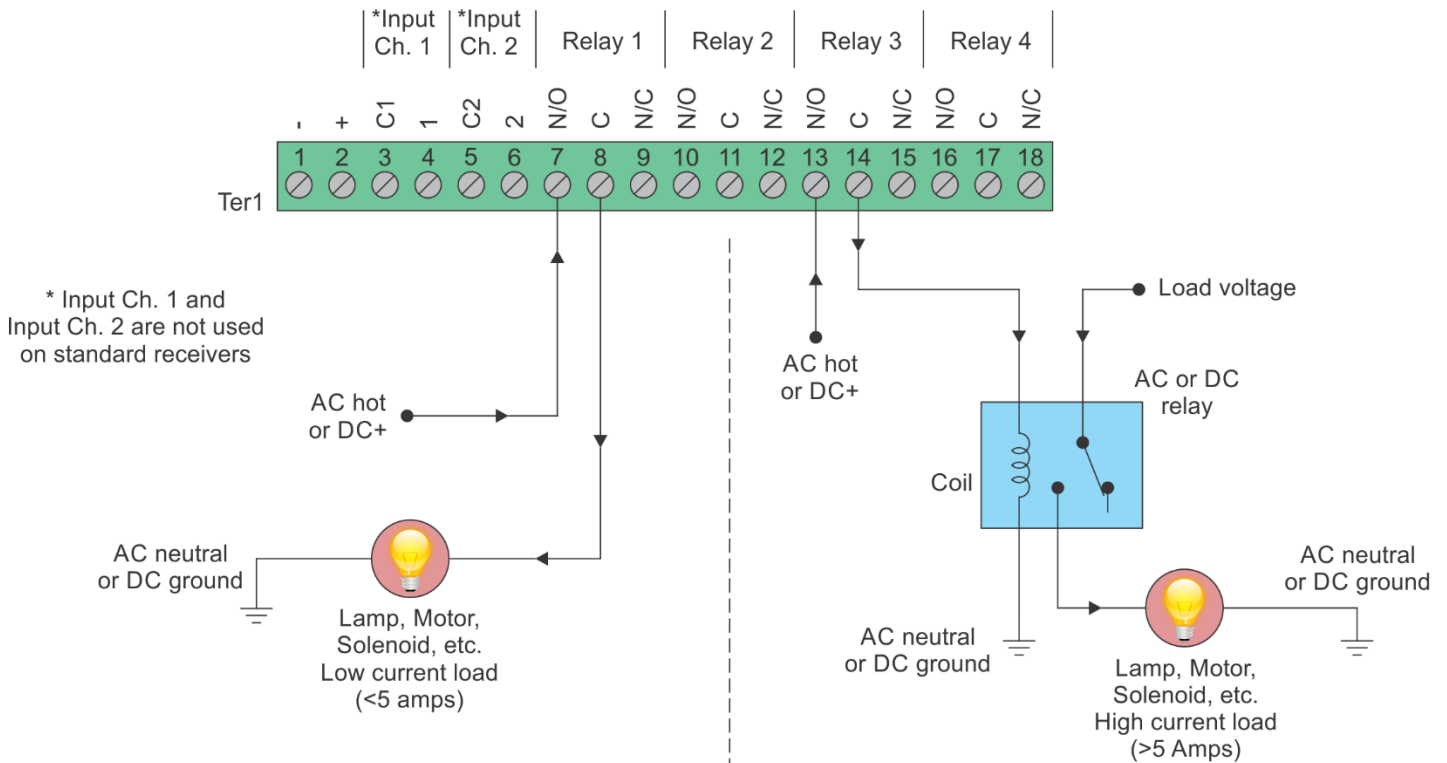 *Input
Ch. 1
*Input
Ch. 2
Relay 1
Relay 2
Relay 3
Relay 4
-
+
C1
1
C2
2
N/O
C
N/C
N/O
C
N/C
N/O
C
N/C
N/O
C
N/C
1 2 3 4 5 6 7 8 9 10 11 12 13 14 15 16 17 18
Ter1
* Input Ch. 1 and
Input Ch. 2 are not used
on standard receivers
AC hot
or DC+
AC neutral
or DC ground
Lamp, Motor,
Solenoid, etc.
Low current load
(<5 amps)
AC hot
or DC+
Load voltage
AC or DC
relay
Coil
AC neutral
or DC ground
AC neutral
or DC ground
Lamp, Motor,
Solenoid, etc.
High current load
(>5 Amps)